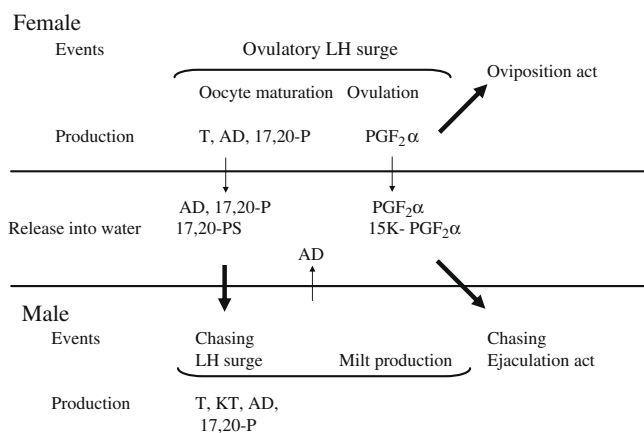 Female
Events Ovulatory LH surge
Oviposition act
Oocyte maturation Ovulation
Production T, AD, 17,20-P PGF₂α
AD, 17,20-P PGF₂α
Release into water 17,20-PS 15K- PGF₂α
AD
Male
Events Chasing Chasing
LH surge Milt production Ejaculation act
Production T, KT, AD,
17,20-P